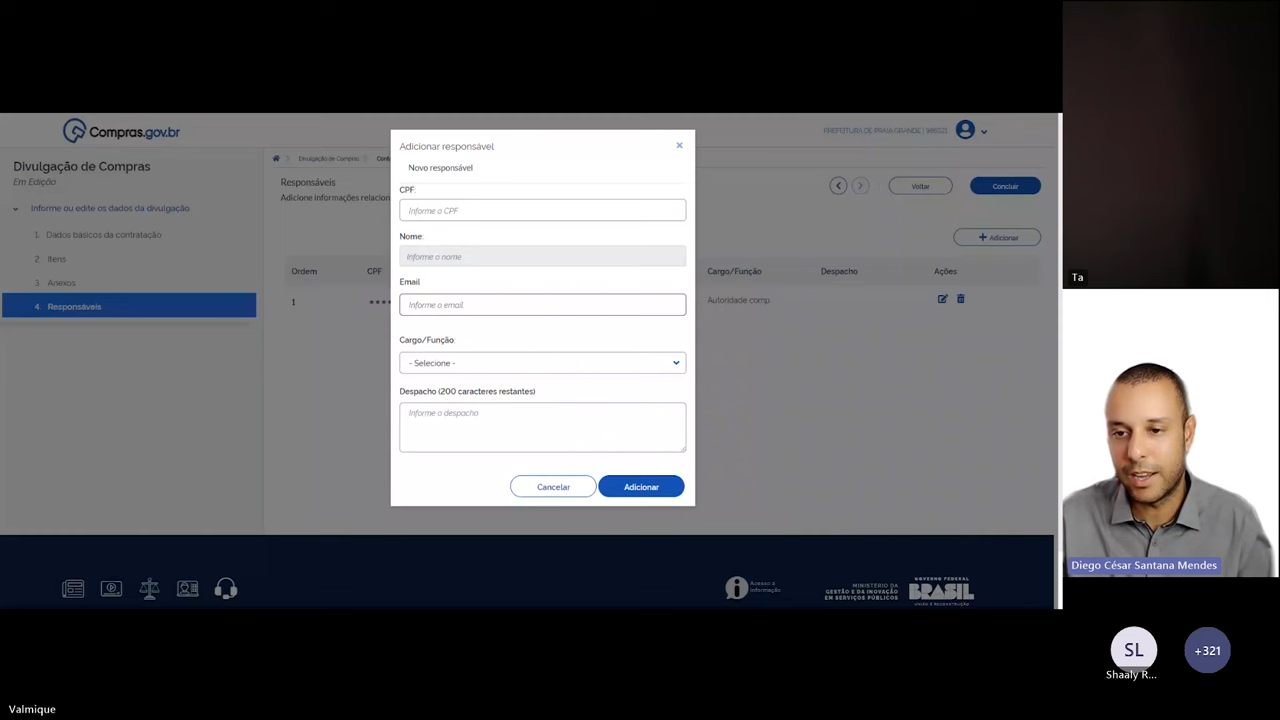 Compras.gov.br
PREFEITURA DE PRAIA GRANDE | 986921
Divulgação de Compras
Em Edição
Informe ou edite os dados da divulgação
1. Dados básicos da contratação
2 Itens
3. Anexos
4. Responsáveis
Divulgação de Compras
Responsáveis
Adicione informações relacion
Voltar
Concluir
+ Adicionar
Ordem
CPF
Cargo/Função
Despacho
Ações
1
****
Autoridade comp
Adicionar responsável
×
Novo responsável
CPF:
Informe o CPF
Nome:
Informe o nome
Email
Informe o email
Cargo/Função:
- Selecione -
Despacho (200 caracteres restantes)
Informe o despacho
Cancelar
Adicionar
Acesso à
Informação
MINISTÉRIO DA
GESTÃO E DA INOVAÇÃO
EM SERVIÇOS PÚBLICOS
GOVERNO FEDERAL
BRASIL
UNIÃO E RECONSTRUÇÃO
Ta
Diego César Santana Mendes
SL
Shaaly R...
+321
Valmique